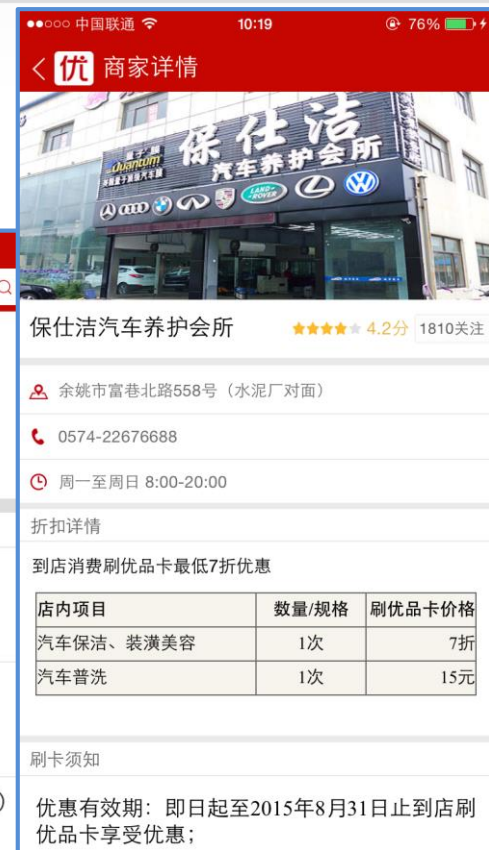 中国联通 10:19 76%
优 商家详情
量子膜
Quantum
保仕洁
汽车养护会所
LAND-
ROVER
保仕洁汽车养护会所 4.2分 1810关注
余姚市富巷北路558号（水泥厂对面）
0574-22676688
周一至周日 8:00-20:00
折扣详情
到店消费刷优品卡最低7折优惠
店内项目 数量/规格 刷优品卡价格
汽车保洁、装潢美容 1次 7折
汽车普洗 1次 15元
刷卡须知
优惠有效期：即日起至2015年8月31日止到店刷
优品卡享受优惠；